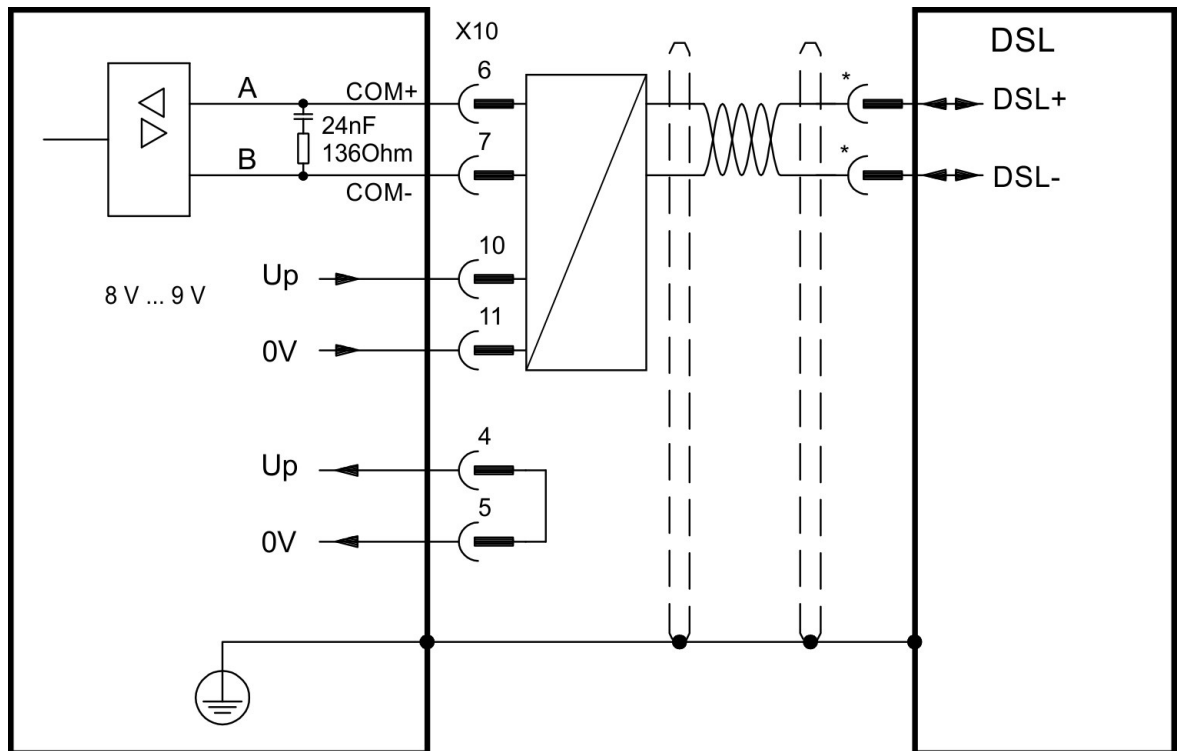 X10
DSL
6
*
A
COM+
DSL+
24nF
136Ohm
7
*
B
COM-
DSL-
10
Up
8 V ... 9 V
11
0V
4
Up
5
0V